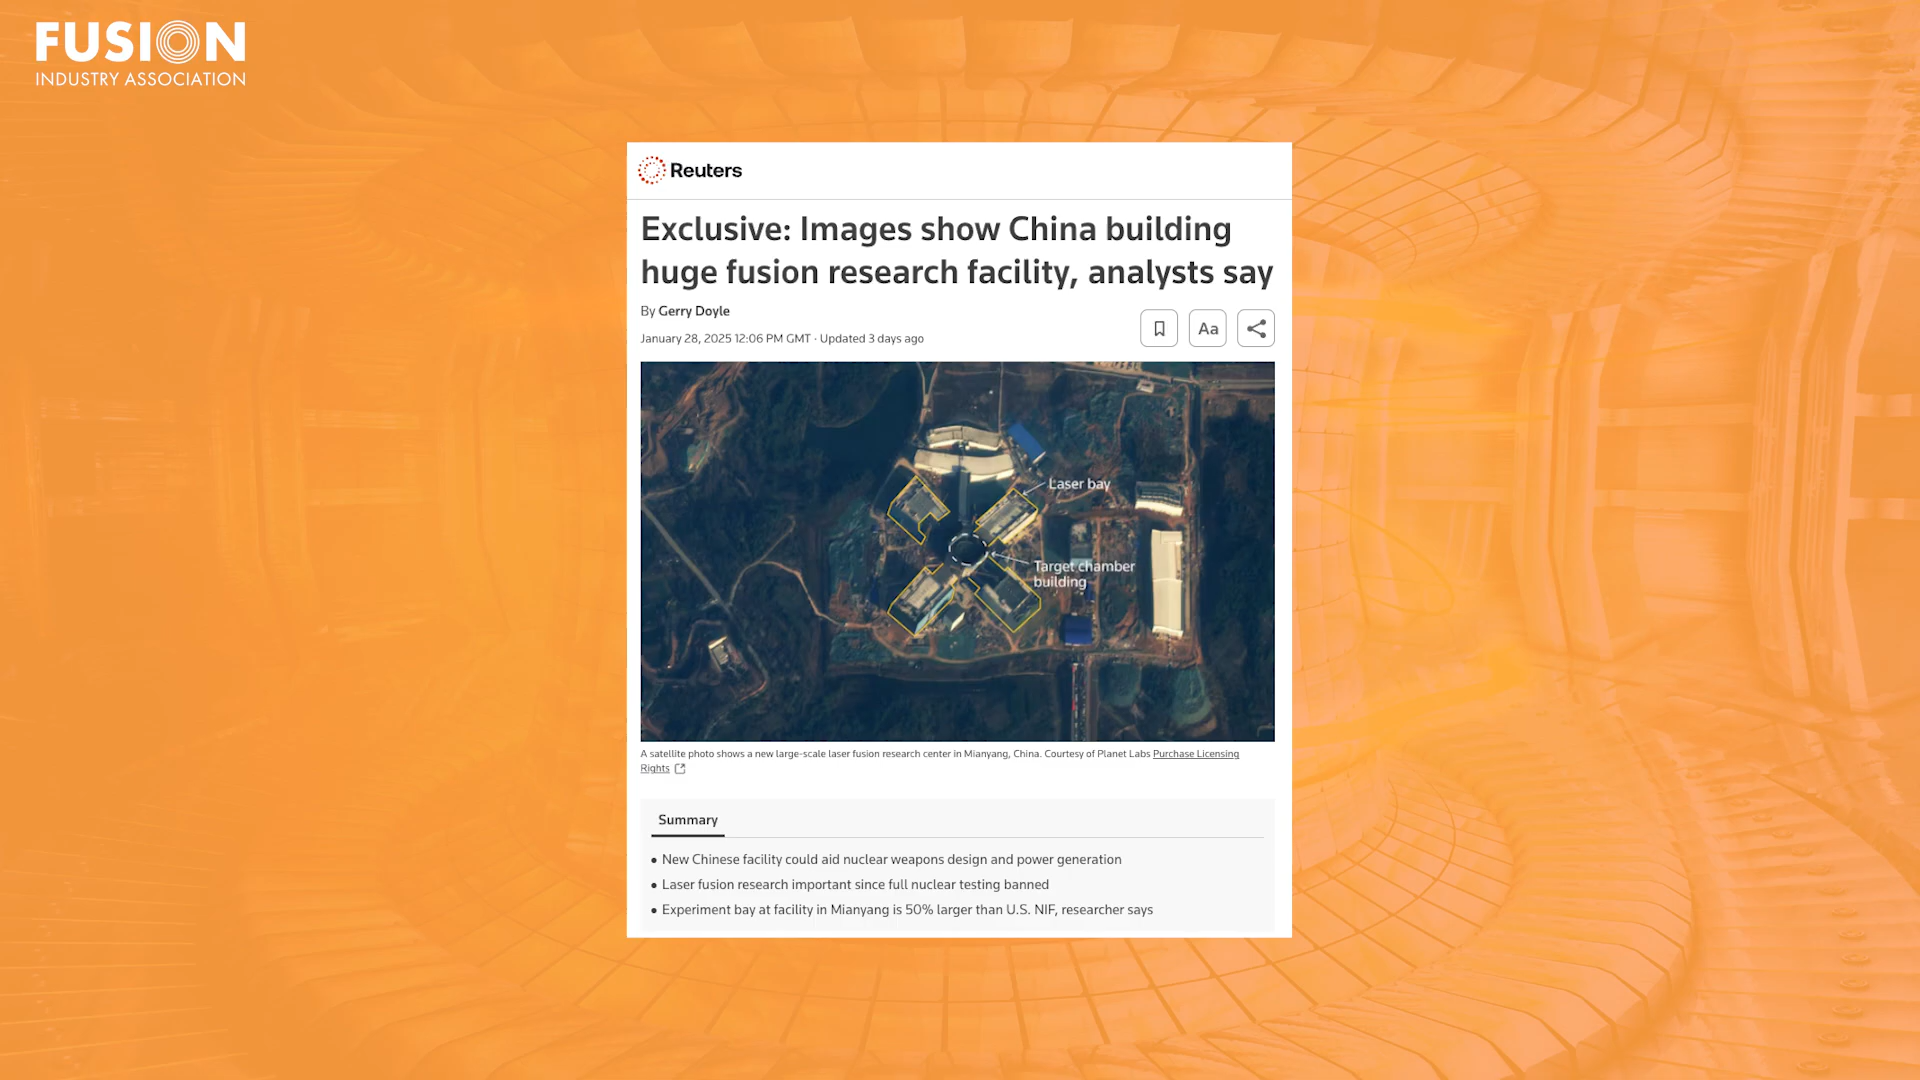 FUSION
INDUSTRY ASSOCIATION
Reuters
Exclusive: Images show China building
huge fusion research facility, analysts say
By Gerry Doyle
January 28, 2025 12:06 PM GMT · Updated 3 days ago
Aa
Laser bay
Target chamber
building
A satellite photo shows a new large-scale laser fusion research center in Mianyang, China. Courtesy of Planet Labs Purchase Licensing
Rights
Summary
• New Chinese facility could aid nuclear weapons design and power generation
• Laser fusion research important since full nuclear testing banned
• Experiment bay at facility in Mianyang is 50% larger than U.S. NIF, researcher says